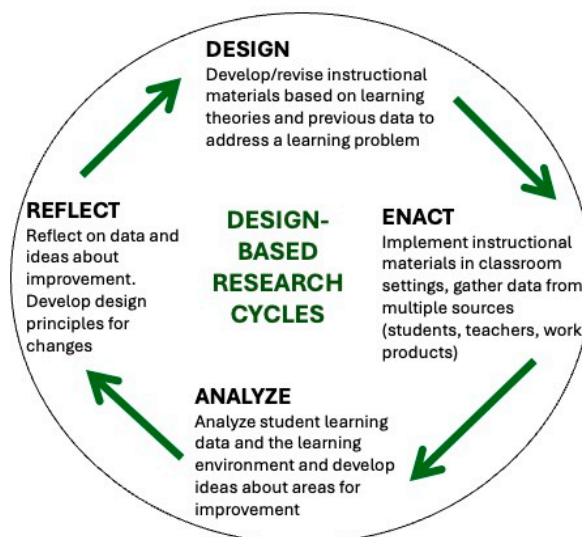 DESIGN
Develop/revise instructional
materials based on learning
theories and previous data to
address a learning problem
ENACT
Implement instructional
materials in classroom
settings, gather data from
multiple sources
(students, teachers, work
products)
ANALYZE
Analyze student learning
data and the learning
environment and develop
ideas about areas for
improvement
REFLECT
Reflect on data and
ideas about
improvement.
Develop design
principles for
changes
DESIGN-
BASED
RESEARCH
CYCLES